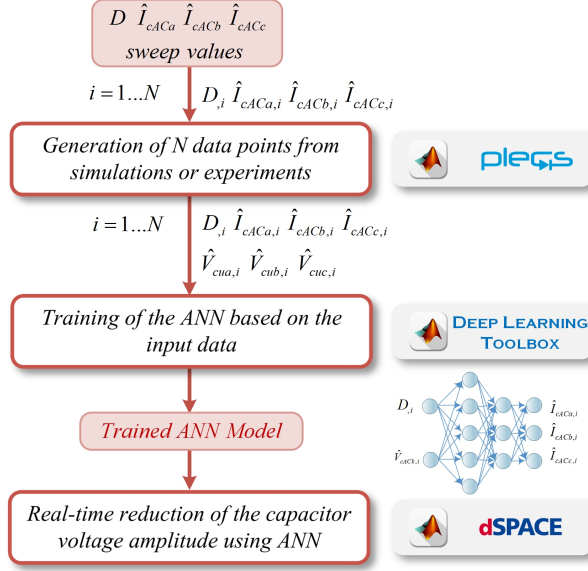 D Î_cACa Î_cACb Î_cACc
sweep values
i = 1...N
D_,i Î_cACa,i Î_cACb,i Î_cACc,i
Generation of N data points from
simulations or experiments
plecs
i = 1...N
D_,i Î_cACa,i Î_cACb,i Î_cACc,i
V̂_cua,i V̂_cub,i V̂_cuc,i
Training of the ANN based on the
input data
DEEP LEARNING
TOOLBOX
Trained ANN Model
D_,i
V̂_cACk,i
Î_cACa,i
Î_cACb,i
Î_cACc,i
Real-time reduction of the capacitor
voltage amplitude using ANN
dSPACE